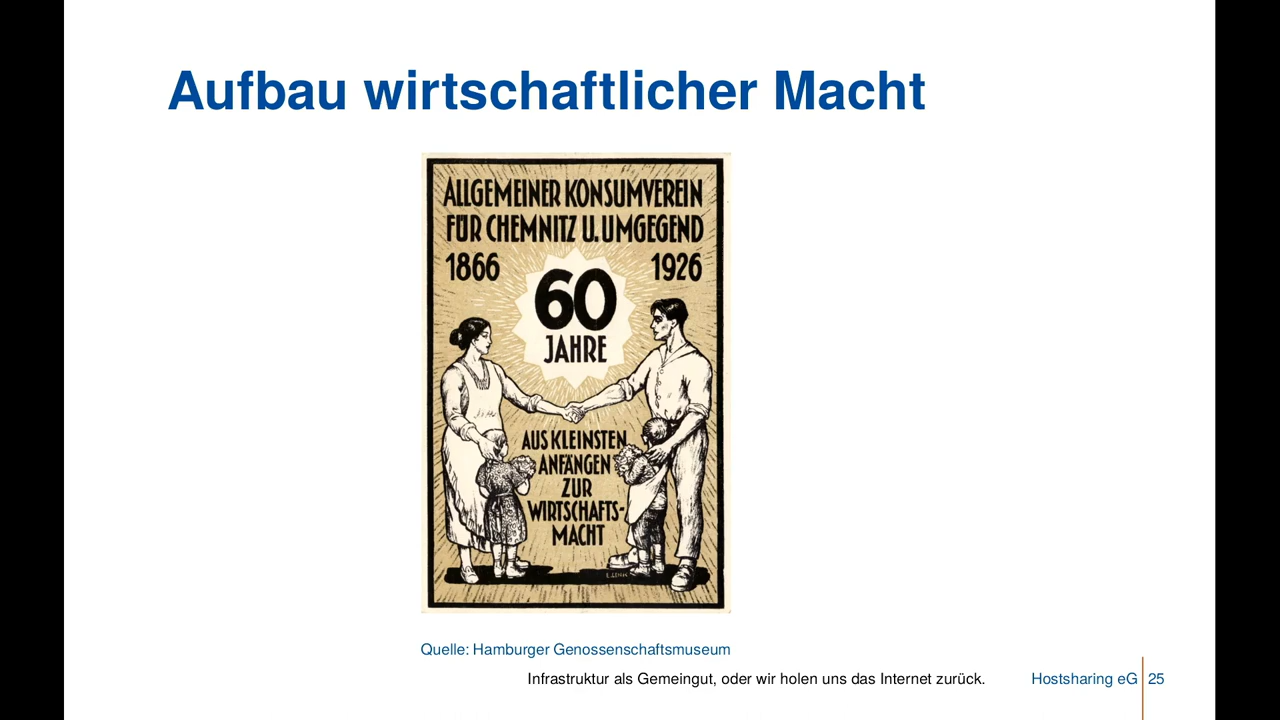 Aufbau wirtschaftlicher Macht
ALLGEMEINER KONSUMVEREIN
FÜR CHEMNITZ U. UMGEGEND
1866 1926
60
JAHRE
AUS KLEINSTEN
ANFÄNGEN
ZUR
WIRTSCHAFTS-
MACHT
Quelle: Hamburger Genossenschaftsmuseum
Infrastruktur als Gemeingut, oder wir holen uns das Internet zurück. Hostsharing eG 25